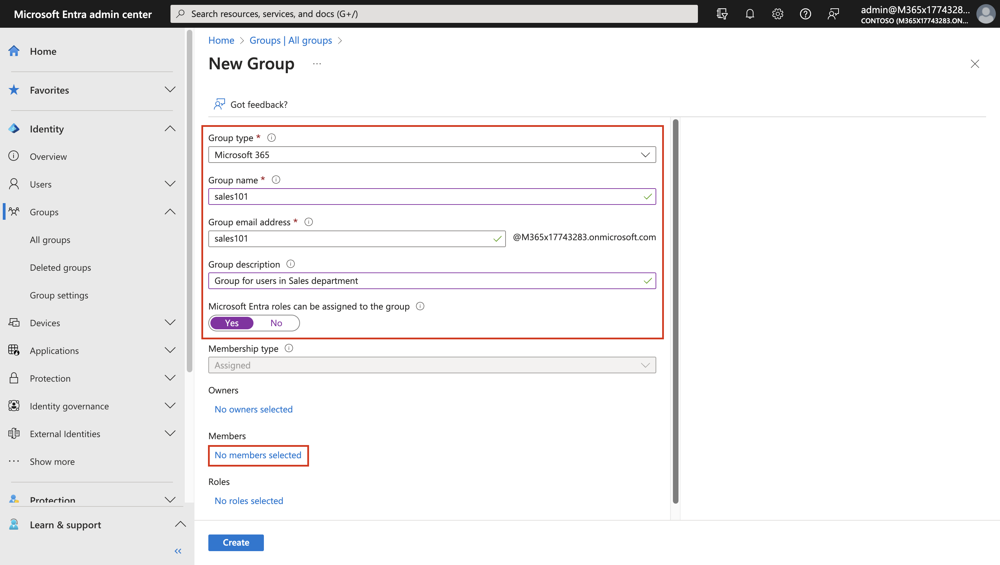 Microsoft Entra admin center
Search resources, services, and docs (G+/)
admin@M365x1774328...
CONTOSO (M365X17743283.ON...
Home
Favorites
Identity
Overview
Users
Groups
All groups
Deleted groups
Group settings
Devices
Applications
Protection
Identity governance
External Identities
Show more
Protection
Learn & support
Home > Groups | All groups >
New Group ...
Got feedback?
Group type *
Microsoft 365
Group name *
sales101
Group email address *
sales101 @M365x17743283.onmicrosoft.com
Group description
Group for users in Sales department
Microsoft Entra roles can be assigned to the group
Yes No
Membership type
Assigned
Owners
No owners selected
Members
No members selected
Roles
No roles selected
Create